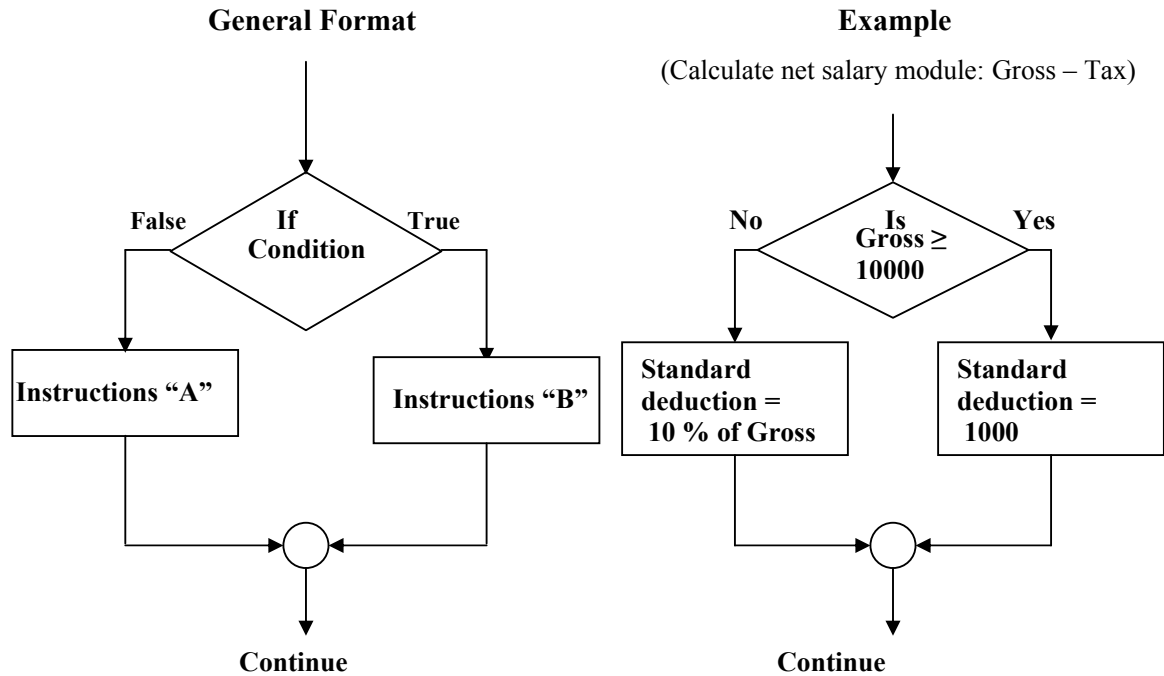 General Format
False
If
Condition
True
Instructions “A”
Instructions “B”
Continue
Example
(Calculate net salary module: Gross – Tax)
No
Is
Gross ≥
10000
Yes
Standard
deduction =
10 % of Gross
Standard
deduction =
1000
Continue